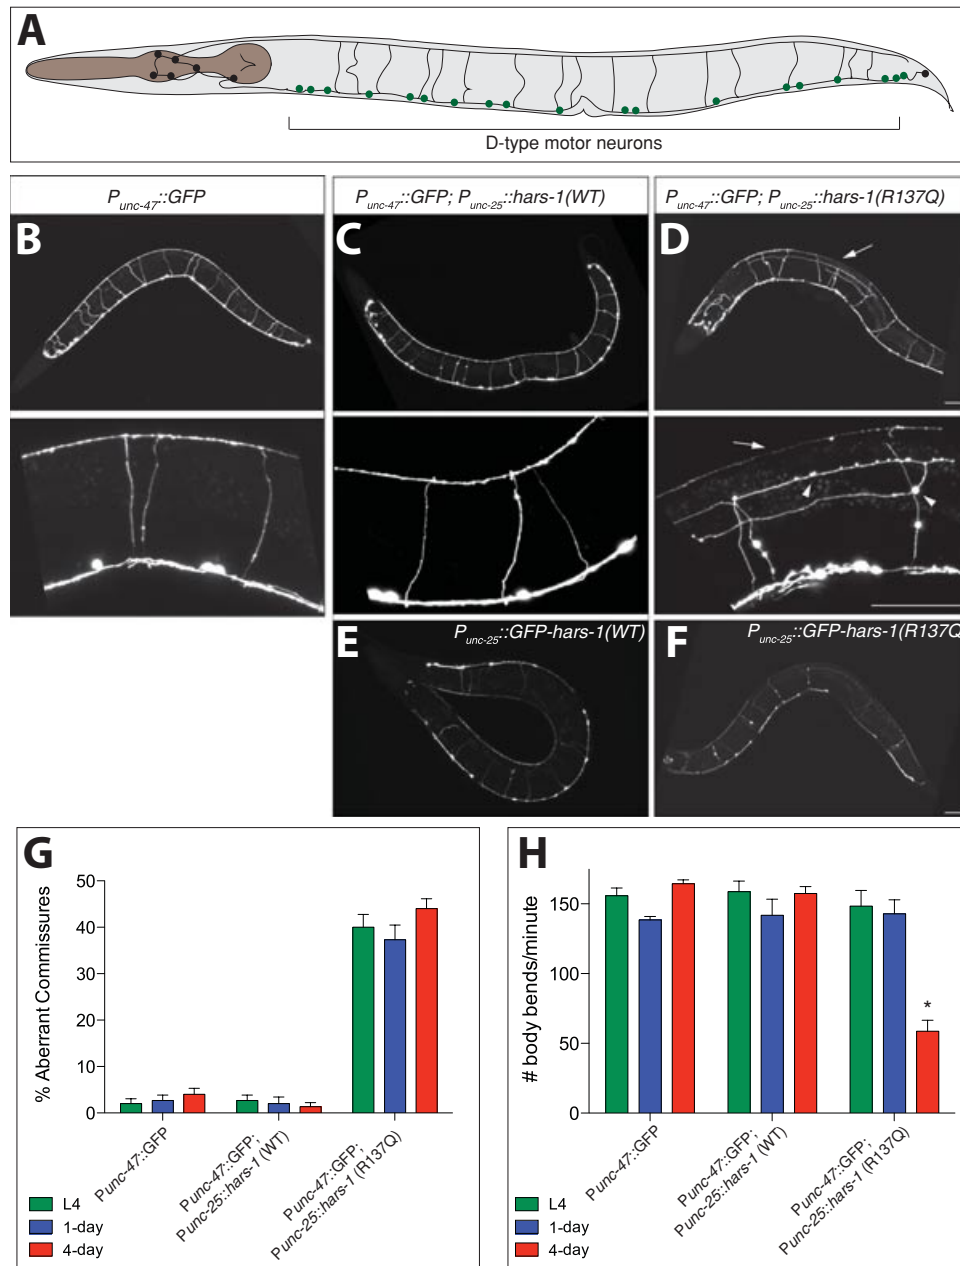 A
D-type motor neurons
Punc-47::GFP
Punc-47::GFP; Punc-25::hars-1(WT)
Punc-47::GFP; Punc-25::hars-1(R137Q)
B
C
D
E
Punc-25::GFP-hars-1(WT)
F
Punc-25::GFP-hars-1(R137Q
G
% Aberrant Commissures
50
40
30
20
10
0
Punc-47::GFP
Punc-47::GFP;
Punc-25::hars-1 (WT)
Punc-47::GFP;
Punc-25::hars-1 (R137Q)
L4
1-day
4-day
H
# body bends/minute
150
100
50
0
*
Punc-47::GFP
Punc-47::GFP;
Punc-25::hars-1 (WT)
Punc-47::GFP;
Punc-25::hars-1 (R137Q)
L4
1-day
4-day